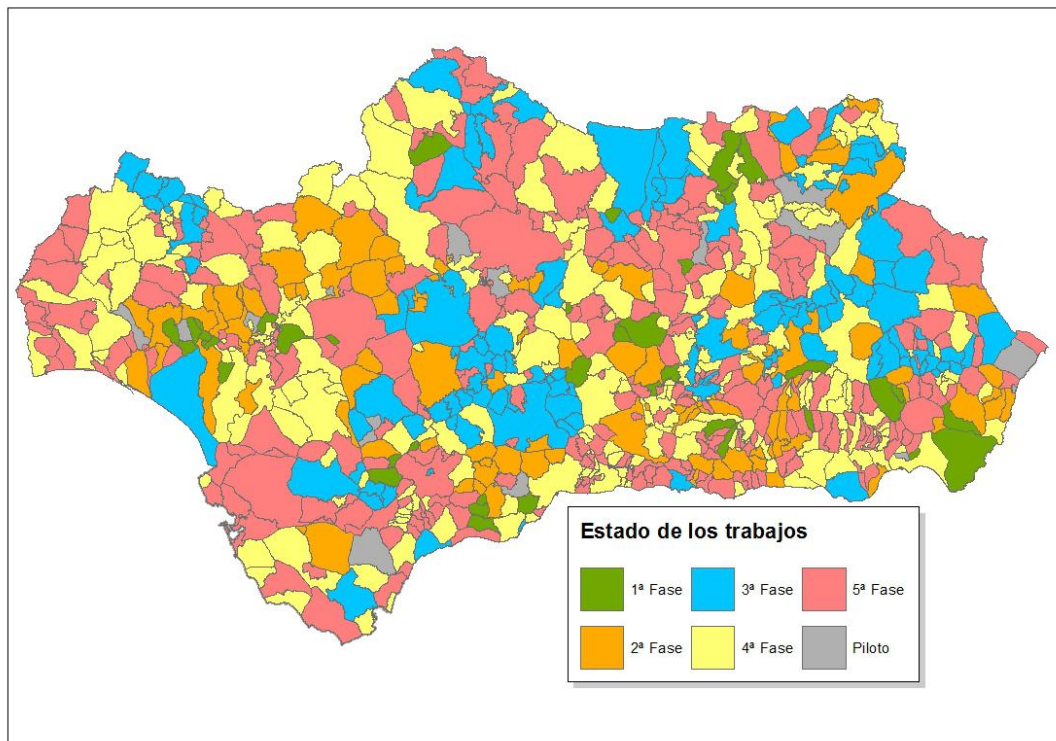 Estado de los trabajos
1ª Fase
3ª Fase
5ª Fase
2ª Fase
4ª Fase
Piloto